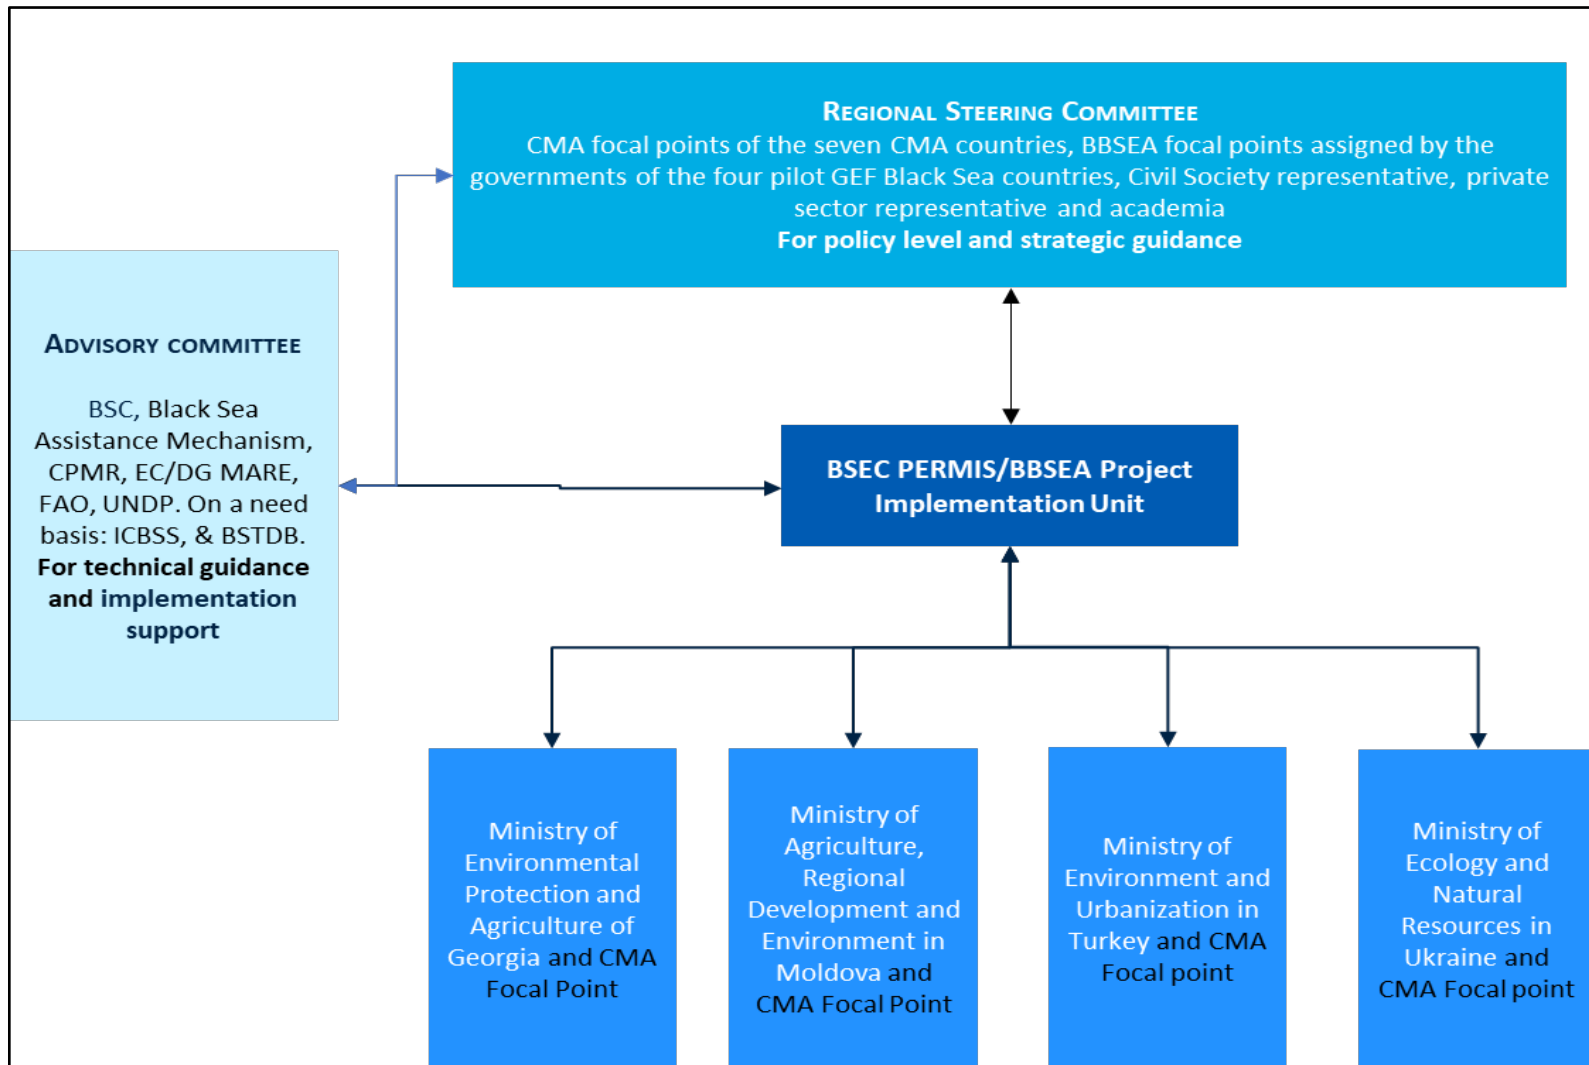 REGIONAL STEERING COMMITTEE
CMA focal points of the seven CMA countries, BBSEA focal points assigned by the
governments of the four pilot GEF Black Sea countries, Civil Society representative, private
sector representative and academia
For policy level and strategic guidance
ADVISORY COMMITTEE
BSC, Black Sea
Assistance Mechanism,
CPMR, EC/DG MARE,
FAO, UNDP. On a need
basis: ICBSS, & BSTDB.
For technical guidance
and implementation
support
BSEC PERMIS/BBSEA Project
Implementation Unit
Ministry of
Environmental
Protection and
Agriculture of
Georgia and CMA
Focal Point
Ministry of
Agriculture,
Regional
Development and
Environment in
Moldova and
CMA Focal Point
Ministry of
Environment and
Urbanization in
Turkey and CMA
Focal point
Ministry of
Ecology and
Natural
Resources in
Ukraine and
CMA Focal point